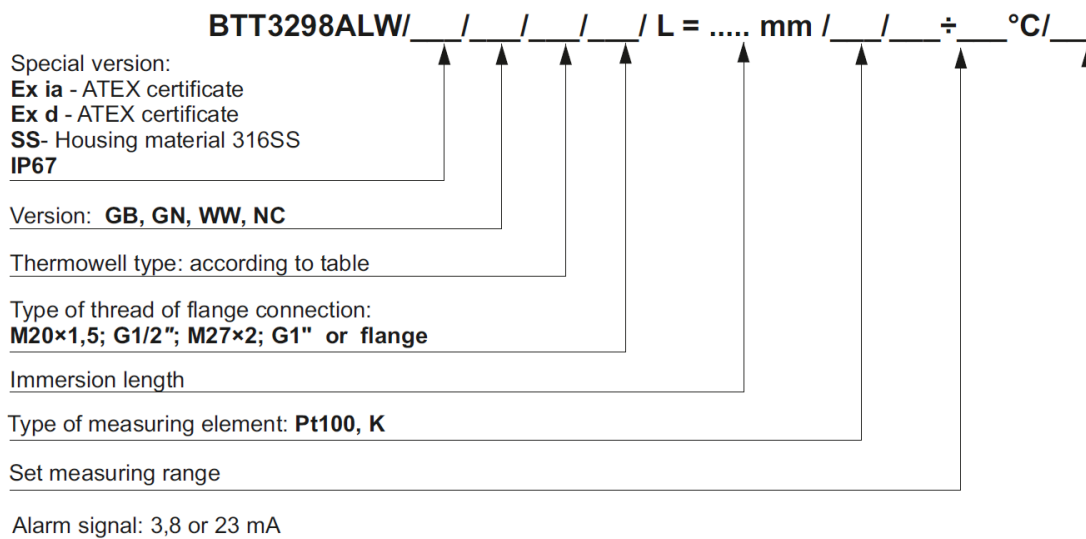 BTT3298ALW/___/___/___/___/ L = ..... mm /___/___÷___°C/___
Special version:
Ex ia - ATEX certificate
Ex d - ATEX certificate
SS- Housing material 316SS
IP67
Version: GB, GN, WW, NC
Thermowell type: according to table
Type of thread of flange connection:
M20×1,5; G1/2″; M27×2; G1" or flange
Immersion length
Type of measuring element: Pt100, K
Set measuring range
Alarm signal: 3,8 or 23 mA